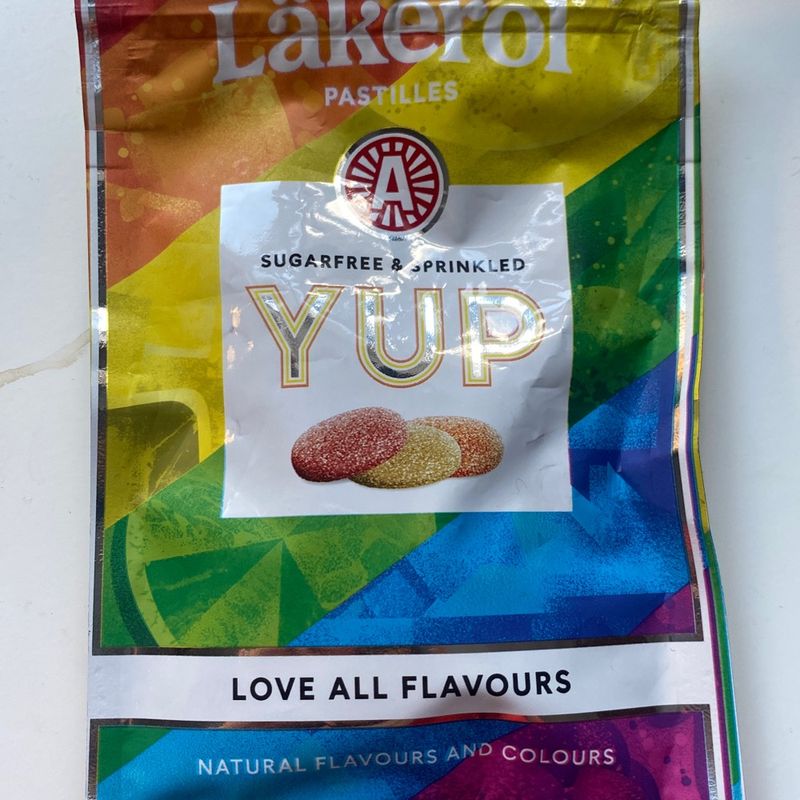 Läkerol
PASTILLES
A
SUGARFREE & SPRINKLED
YUP
LOVE ALL FLAVOURS
NATURAL FLAVOURS AND COLOURS